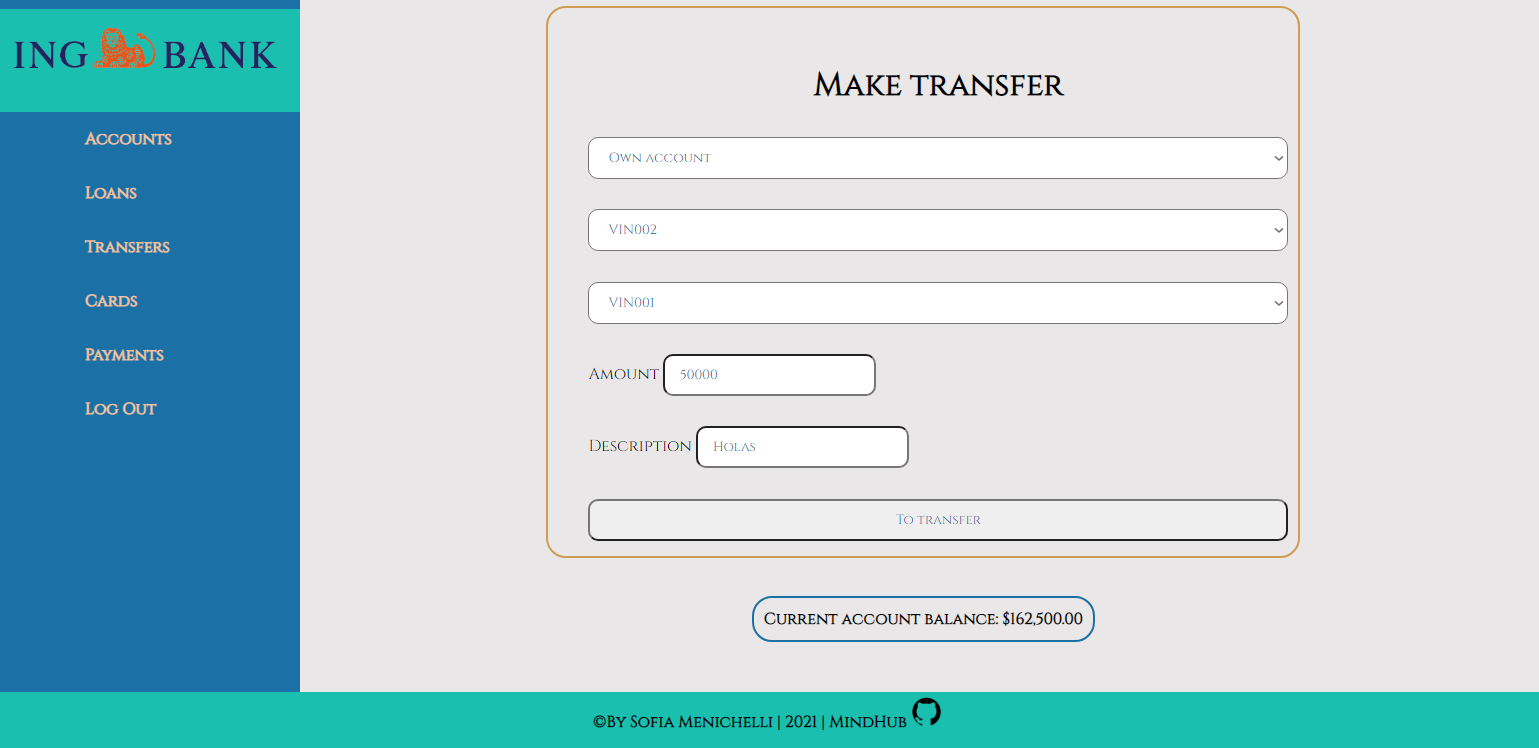 ING BANK
Accounts
Loans
Transfers
Cards
Payments
Log Out
Make transfer
Own account
VIN002
VIN001
Amount 50000
Description Holas
To transfer
Current account balance: $162,500.00
©By Sofia Menichelli | 2021 | MindHub